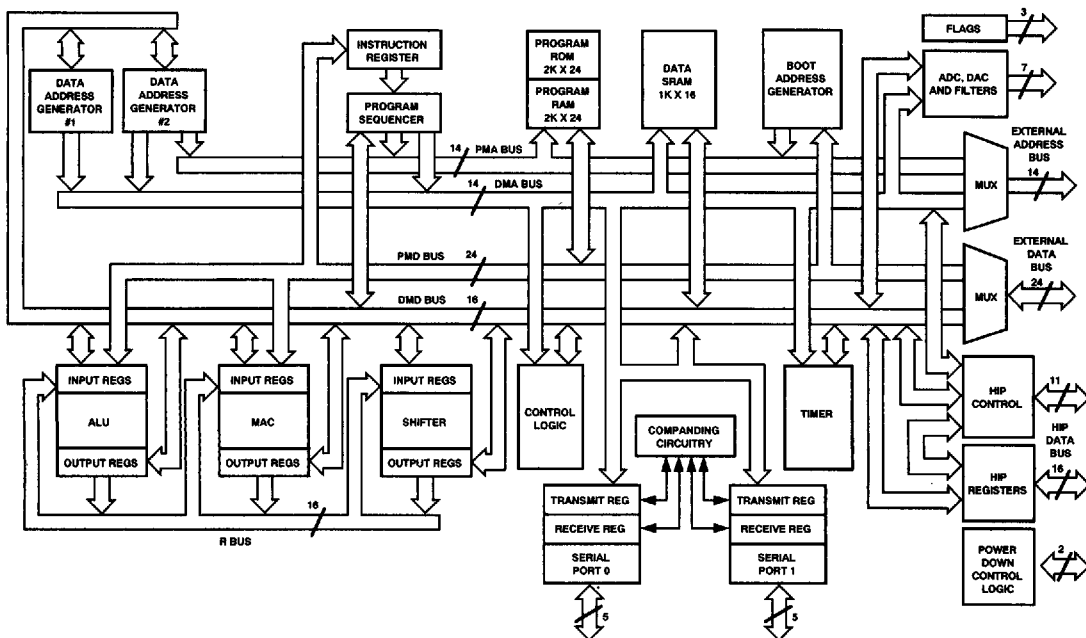 3
FLAGS
INSTRUCTION
REGISTER
PROGRAM
ROM
2K X 24
PROGRAM
RAM
2K X 24
DATA
SRAM
1K X 16
BOOT
ADDRESS
GENERATOR
ADC, DAC
AND FILTERS
7
DATA
ADDRESS
GENERATOR
#1
DATA
ADDRESS
GENERATOR
#2
PROGRAM
SEQUENCER
14
PMA BUS
14
DMA BUS
MUX
EXTERNAL
ADDRESS
BUS
14
PMD BUS
24
DMD BUS
16
MUX
EXTERNAL
DATA
BUS
24
INPUT REGS
ALU
OUTPUT REGS
INPUT REGS
MAC
OUTPUT REGS
INPUT REGS
SHIFTER
OUTPUT REGS
CONTROL
LOGIC
TIMER
COMPANDING
CIRCUITRY
HIP
CONTROL
11
HIP
DATA
BUS
16
HIP
REGISTERS
16
R BUS
TRANSMIT REG
RECEIVE REG
SERIAL
PORT 0
5
TRANSMIT REG
RECEIVE REG
SERIAL
PORT 1
5
POWER
DOWN
CONTROL
LOGIC
2